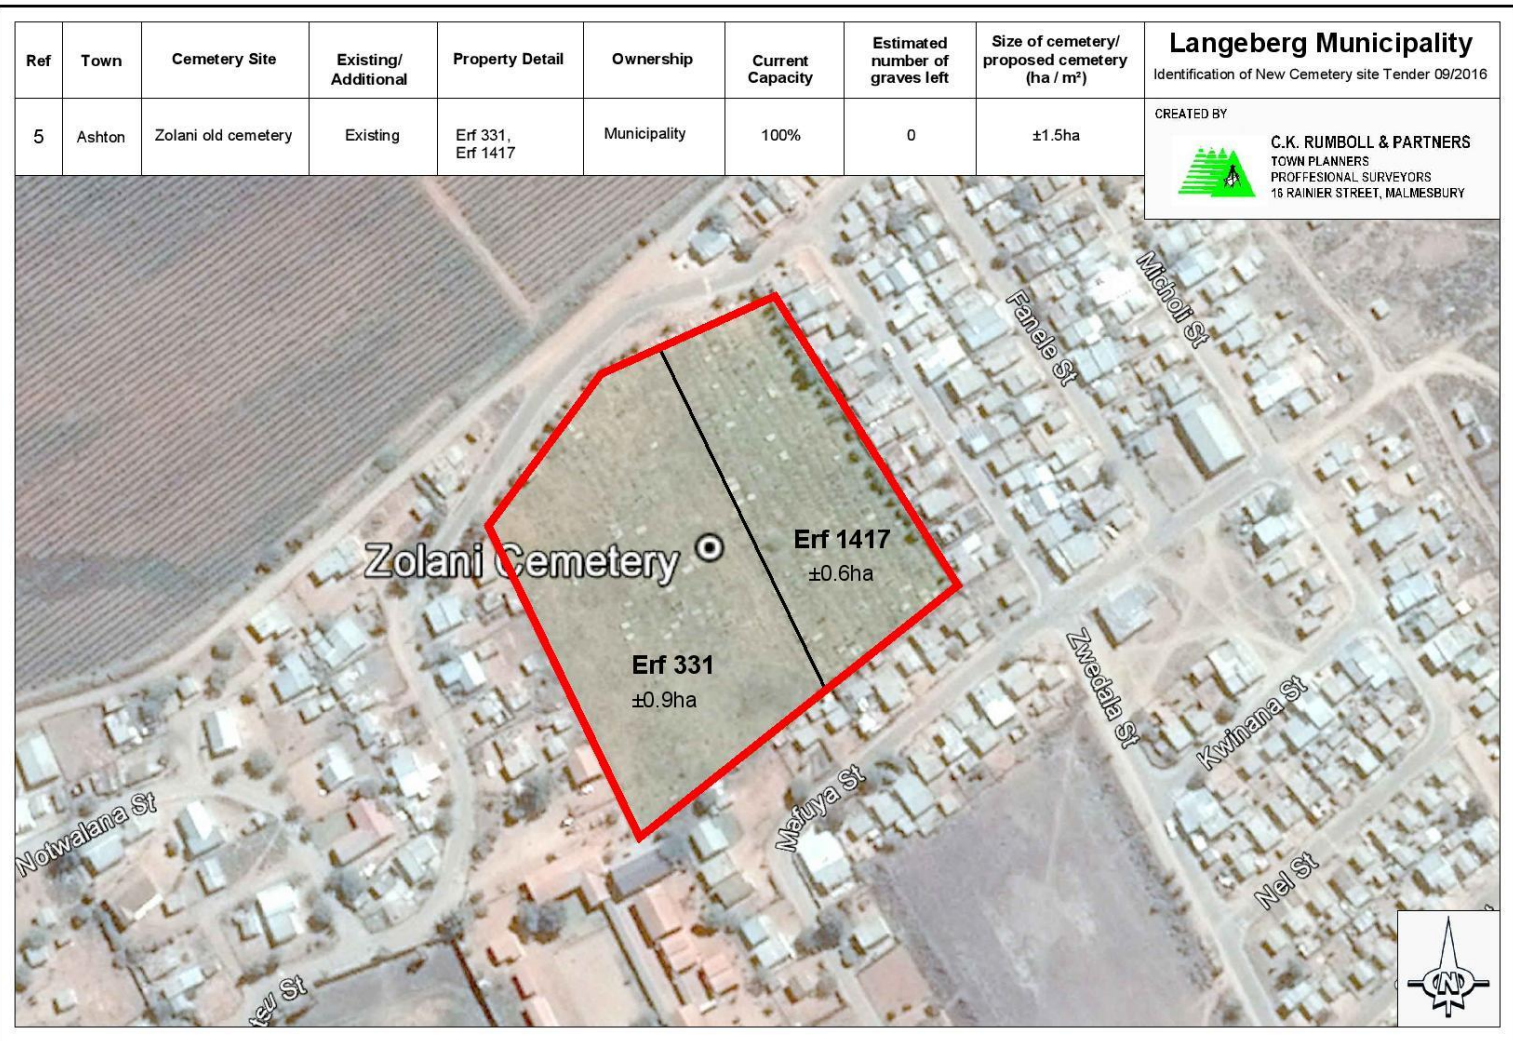 Ref
Town
Cemetery Site
Existing/
Additional
Property Detail
Ownership
Current
Capacity
Estimated
number of
graves left
Size of cemetery/
proposed cemetery
(ha / m²)
Langeberg Municipality
Identification of New Cemetery site Tender 09/2016
5
Ashton
Zolani old cemetery
Existing
Erf 331,
Erf 1417
Municipality
100%
0
±1.5ha
CREATED BY
C.K. RUMBOLL & PARTNERS
TOWN PLANNERS
PROFFESIONAL SURVEYORS
16 RAINIER STREET, MALMESBURY
Micholi St
Fanele St
Zolani Cemetery
Erf 1417
±0.6ha
Erf 331
±0.9ha
Zwedala St
Kwinana St
Mafuya St
Notwalana St
Nel St
St
N